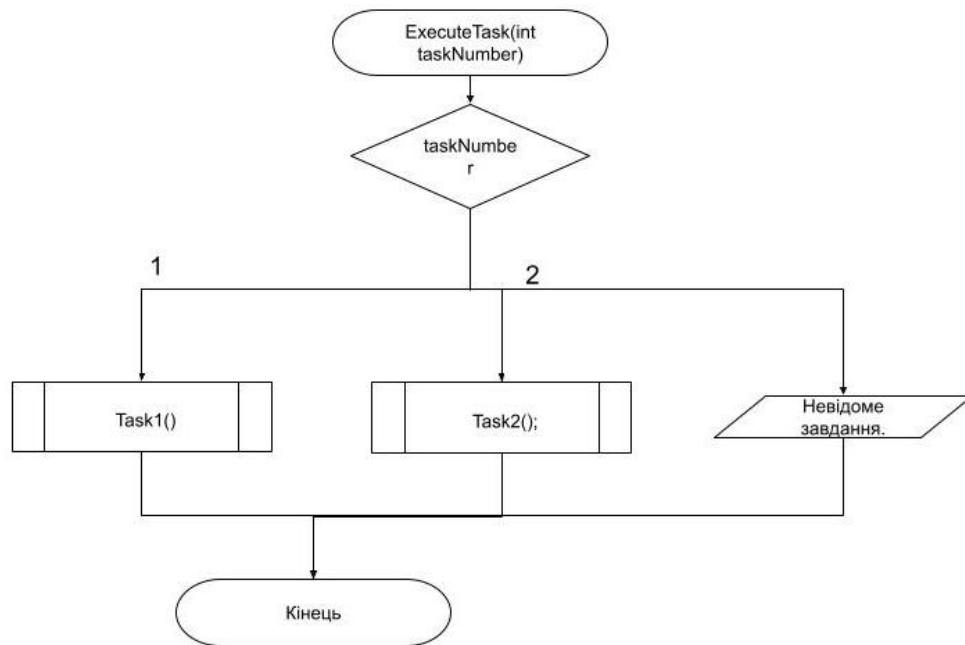 ExecuteTask(int
taskNumber)
taskNumbe
r
1
2
Task1()
Task2();
Невідоме
завдання.
Кінець